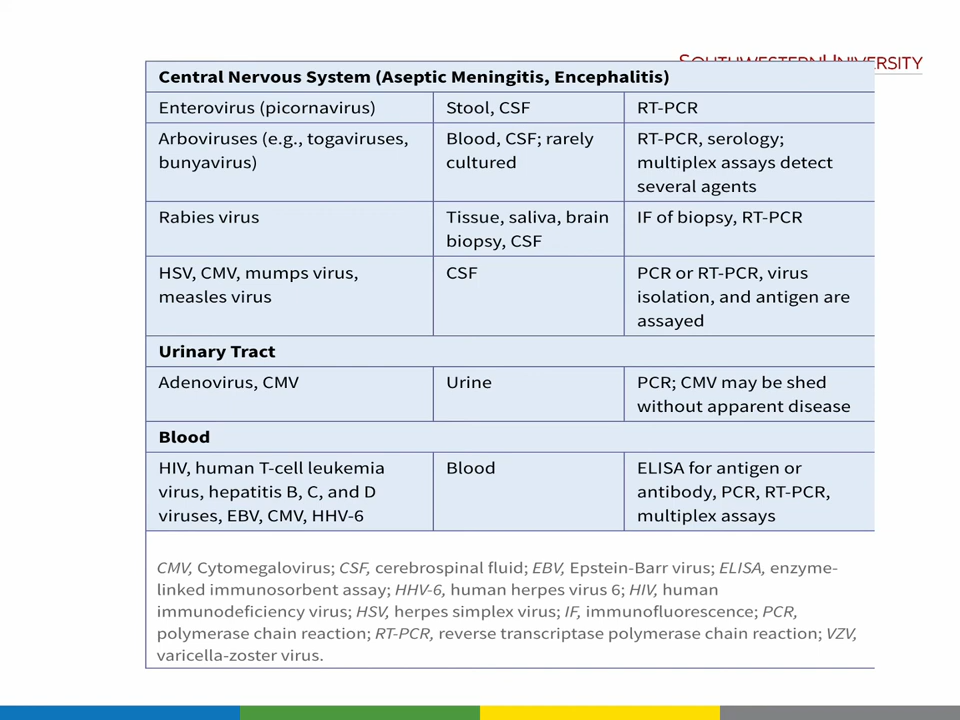 SOUTHWESTERN UNIVERSITY
Central Nervous System (Aseptic Meningitis, Encephalitis)
Enterovirus (picornavirus) Stool, CSF RT-PCR
Arboviruses (e.g., togaviruses, Blood, CSF; rarely RT-PCR, serology;
bunyavirus) cultured multiplex assays detect
several agents
Rabies virus Tissue, saliva, brain IF of biopsy, RT-PCR
biopsy, CSF
HSV, CMV, mumps virus, CSF PCR or RT-PCR, virus
measles virus isolation, and antigen are
assayed
Urinary Tract
Adenovirus, CMV Urine PCR; CMV may be shed
without apparent disease
Blood
HIV, human T-cell leukemia Blood ELISA for antigen or
virus, hepatitis B, C, and D antibody, PCR, RT-PCR,
viruses, EBV, CMV, HHV-6 multiplex assays
CMV, Cytomegalovirus; CSF, cerebrospinal fluid; EBV, Epstein-Barr virus; ELISA, enzyme-
linked immunosorbent assay; HHV-6, human herpes virus 6; HIV, human
immunodeficiency virus; HSV, herpes simplex virus; IF, immunofluorescence; PCR,
polymerase chain reaction; RT-PCR, reverse transcriptase polymerase chain reaction; VZV,
varicella-zoster virus.